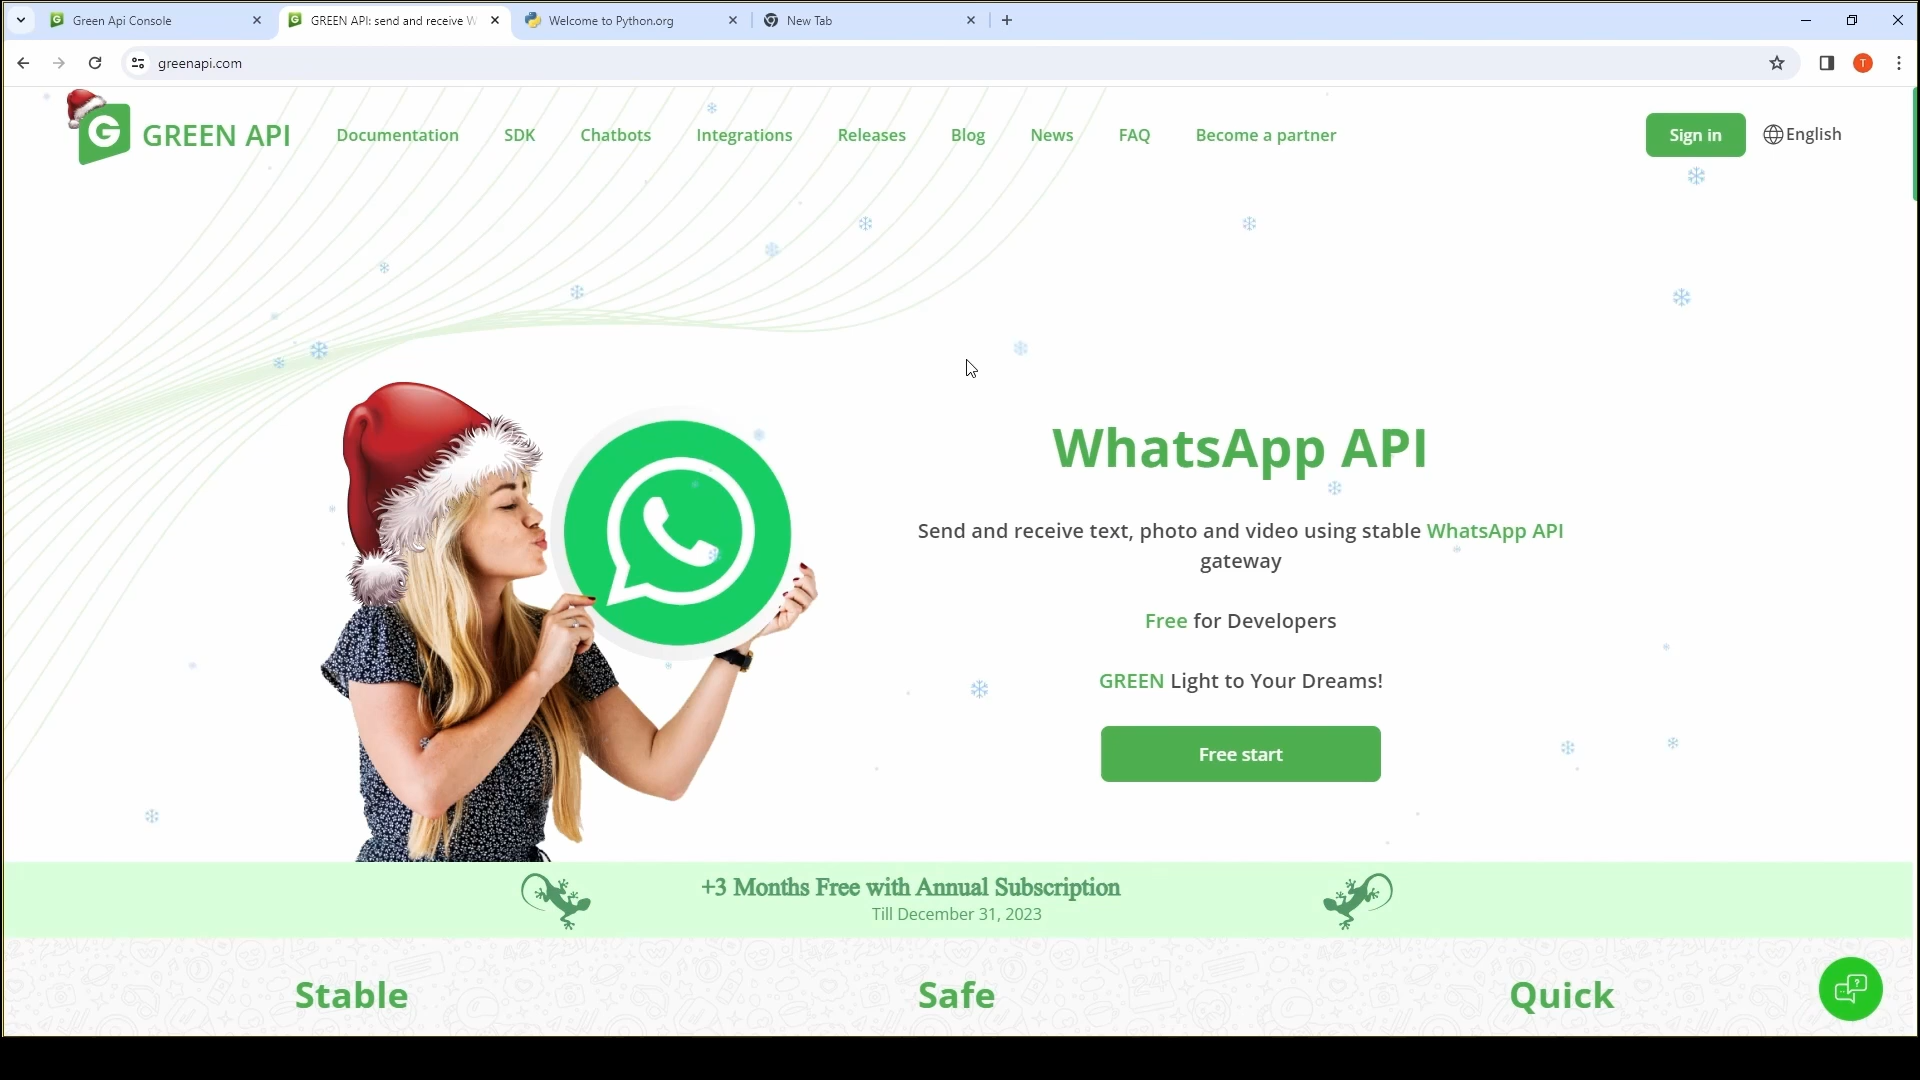 Green Api Console
GREEN API: send and receive W
Welcome to Python.org
New Tab
greenapi.com
T
G GREEN API
Documentation
SDK
Chatbots
Integrations
Releases
Blog
News
FAQ
Become a partner
Sign in
English
WhatsApp API
Send and receive text, photo and video using stable WhatsApp API
gateway
Free for Developers
GREEN Light to Your Dreams!
Free start
+3 Months Free with Annual Subscription
Till December 31, 2023
Stable
Safe
Quick